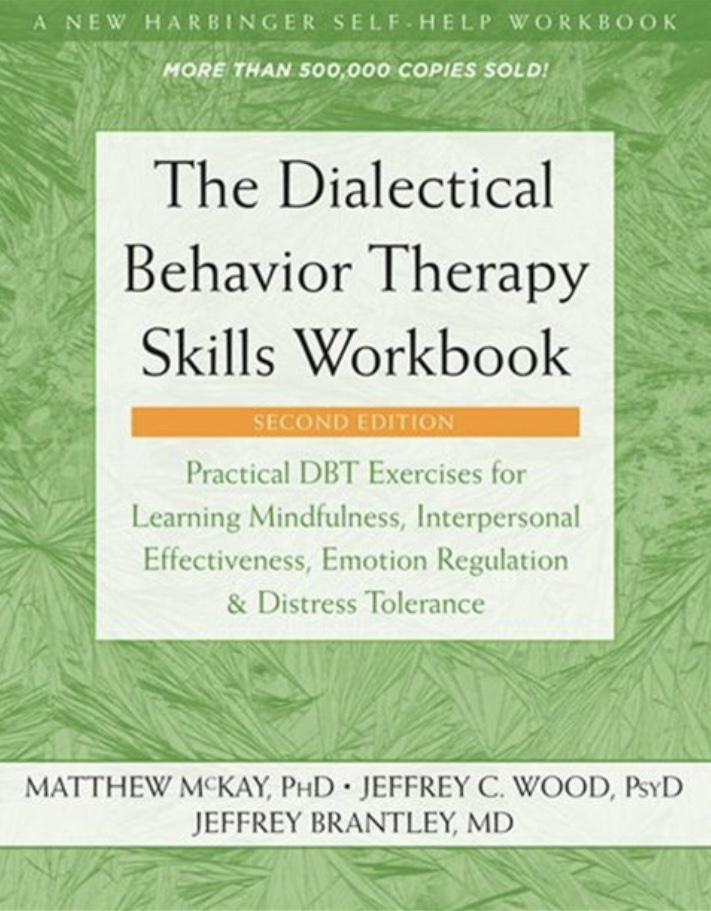 A NEW HARBINGER SELF-HELP WORKBOOK
MORE THAN 500,000 COPIES SOLD!
The Dialectical
Behavior Therapy
Skills Workbook
SECOND EDITION
Practical DBT Exercises for
Learning Mindfulness, Interpersonal
Effectiveness, Emotion Regulation
& Distress Tolerance
MATTHEW McKAY, PhD • JEFFREY C. WOOD, PsyD
JEFFREY BRANTLEY, MD